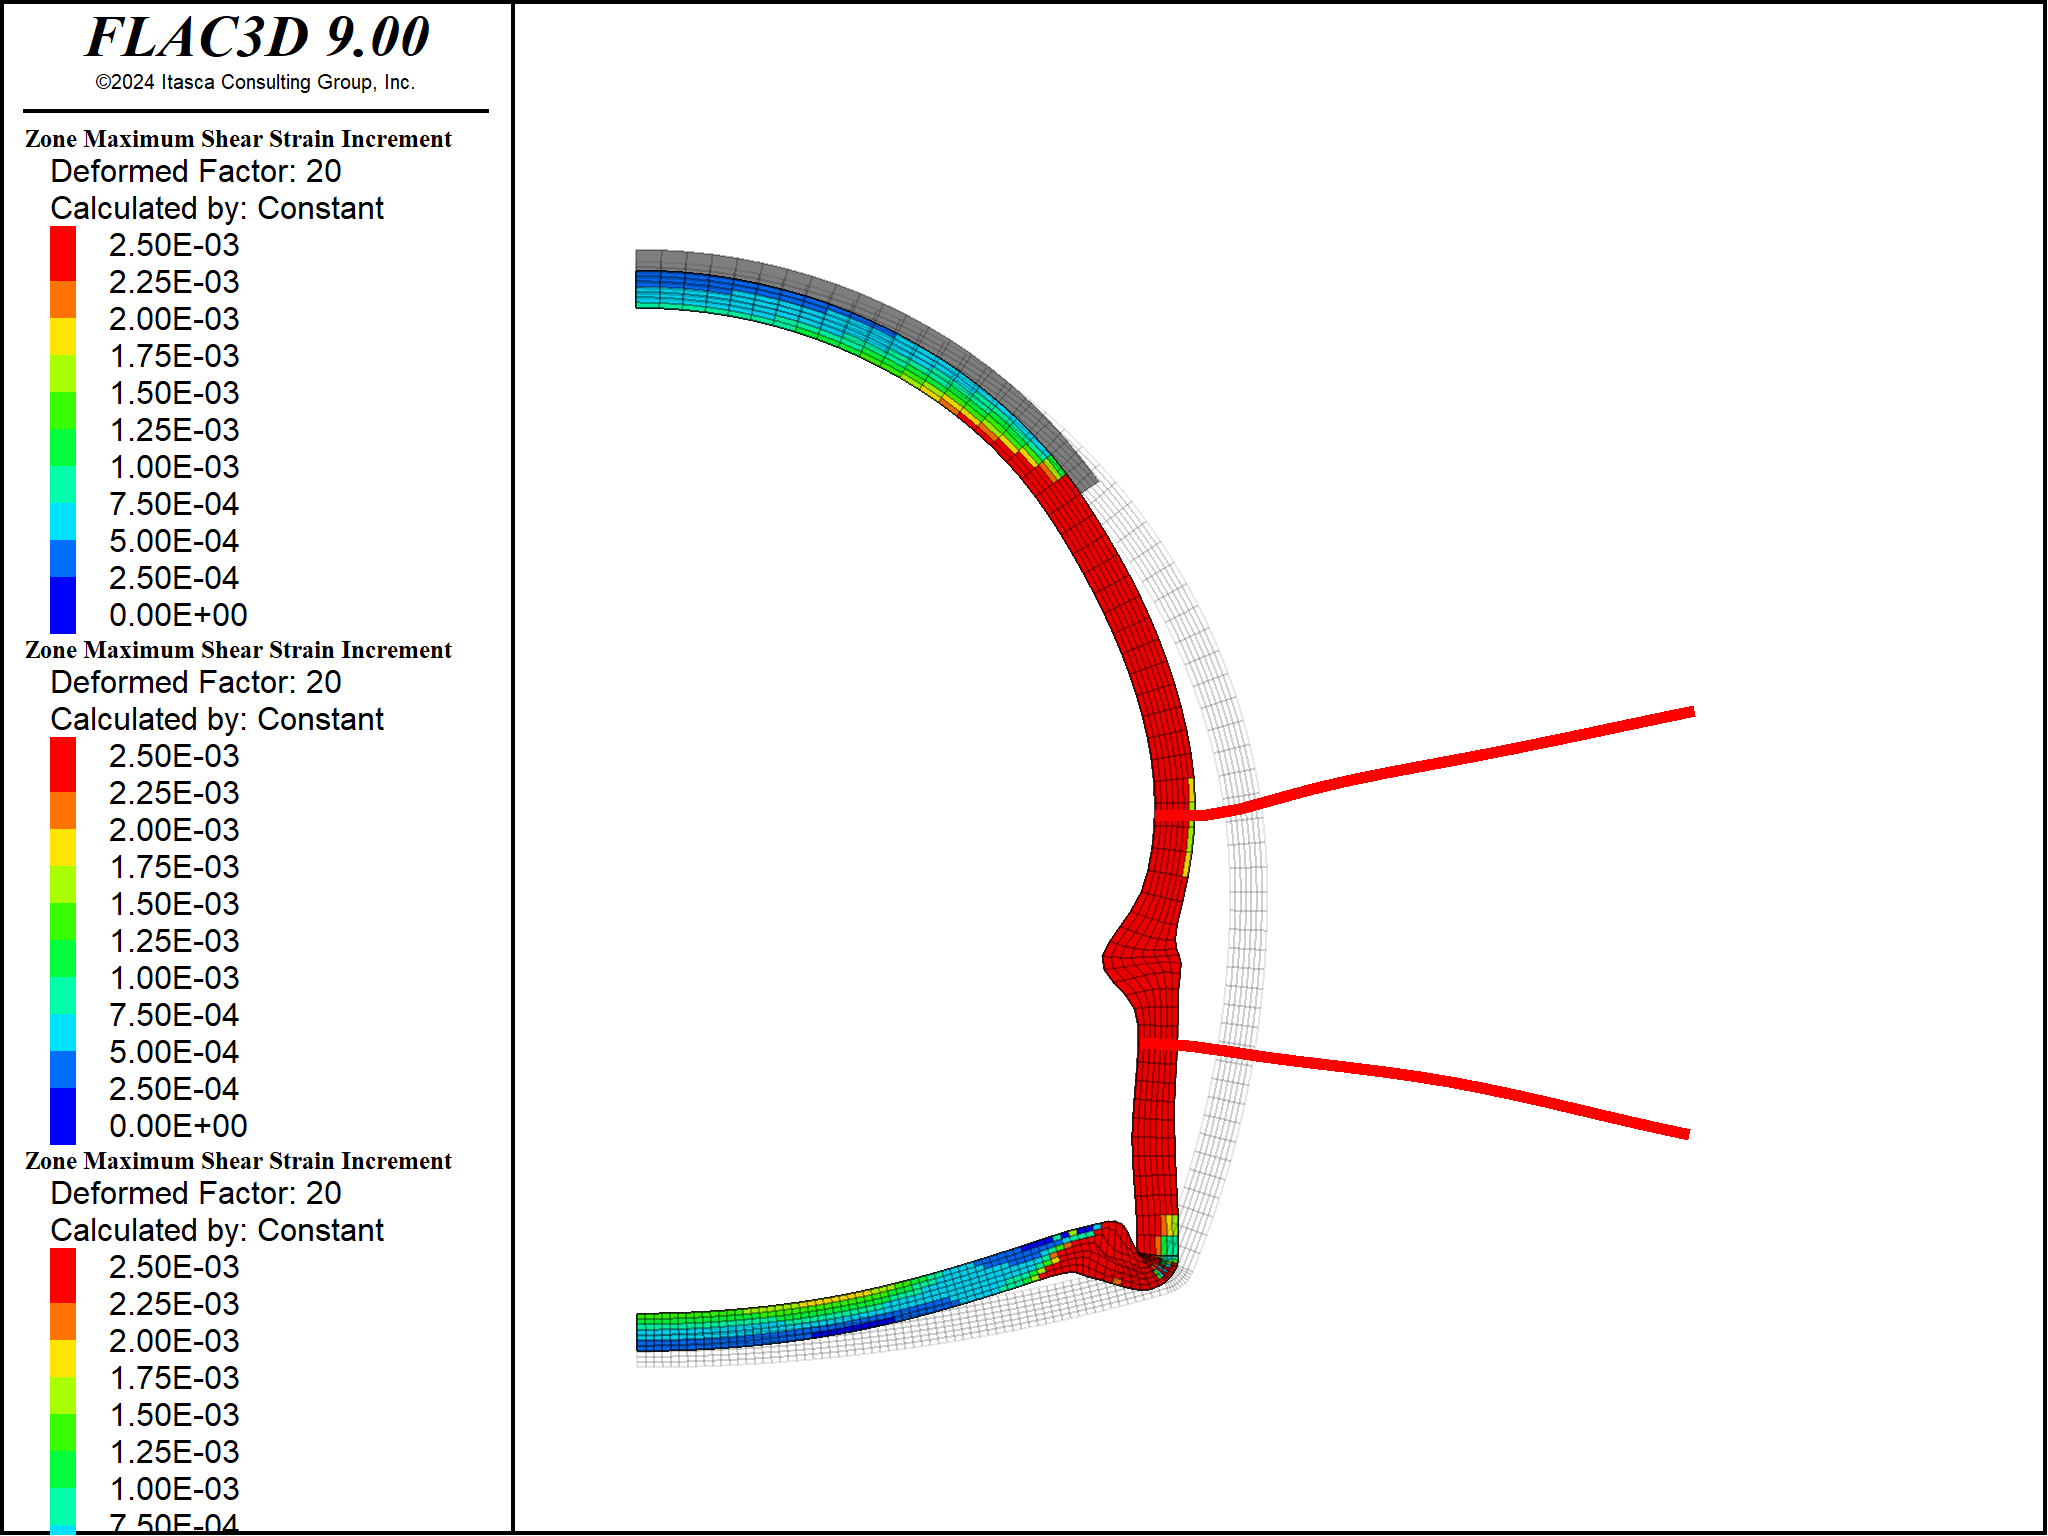 FLAC3D 9.00
©2024 Itasca Consulting Group, Inc.
Zone Maximum Shear Strain Increment
Deformed Factor: 20
Calculated by: Constant
2.50E-03
2.25E-03
2.00E-03
1.75E-03
1.50E-03
1.25E-03
1.00E-03
7.50E-04
5.00E-04
2.50E-04
0.00E+00
Zone Maximum Shear Strain Increment
Deformed Factor: 20
Calculated by: Constant
2.50E-03
2.25E-03
2.00E-03
1.75E-03
1.50E-03
1.25E-03
1.00E-03
7.50E-04
5.00E-04
2.50E-04
0.00E+00
Zone Maximum Shear Strain Increment
Deformed Factor: 20
Calculated by: Constant
2.50E-03
2.25E-03
2.00E-03
1.75E-03
1.50E-03
1.25E-03
1.00E-03
7.50E-04